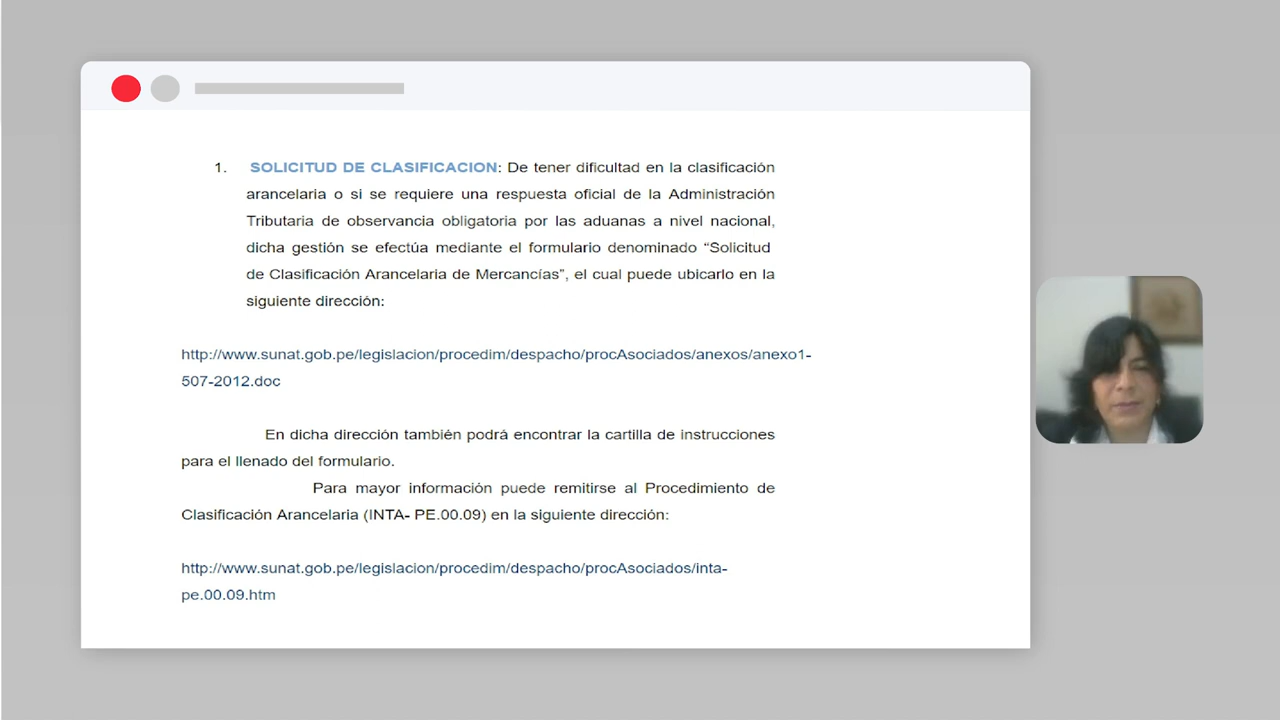 1. SOLICITUD DE CLASIFICACION: De tener dificultad en la clasificación
arancelaria o si se requiere una respuesta oficial de la Administración
Tributaria de observancia obligatoria por las aduanas a nivel nacional,
dicha gestión se efectúa mediante el formulario denominado “Solicitud
de Clasificación Arancelaria de Mercancías”, el cual puede ubicarlo en la
siguiente dirección:
http://www.sunat.gob.pe/legislacion/procedim/despacho/procAsociados/anexos/anexo1-
507-2012.doc
En dicha dirección también podrá encontrar la cartilla de instrucciones
para el llenado del formulario.
Para mayor información puede remitirse al Procedimiento de
Clasificación Arancelaria (INTA- PE.00.09) en la siguiente dirección:
http://www.sunat.gob.pe/legislacion/procedim/despacho/procAsociados/inta-
pe.00.09.htm